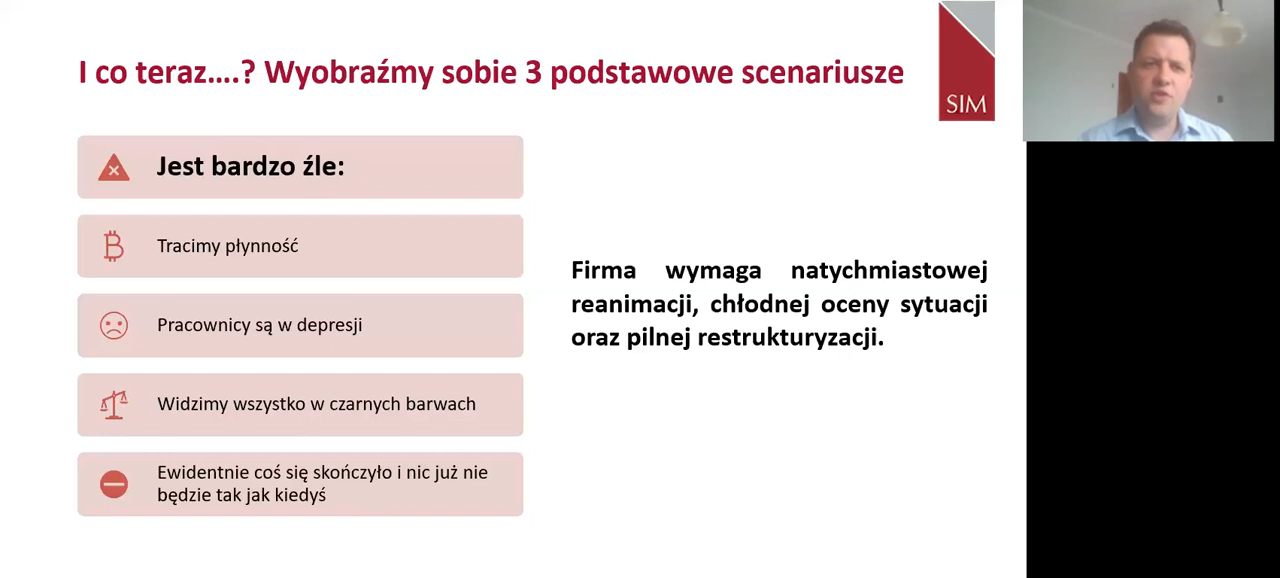 I co teraz....? Wyobraźmy sobie 3 podstawowe scenariusze
SIM
Jest bardzo źle:
Tracimy płynność
Pracownicy są w depresji
Widzimy wszystko w czarnych barwach
Ewidentnie coś się skończyło i nic już nie
będzie tak jak kiedyś
Firma wymaga natychmiastowej
reanimacji, chłodnej oceny sytuacji
oraz pilnej restrukturyzacji.